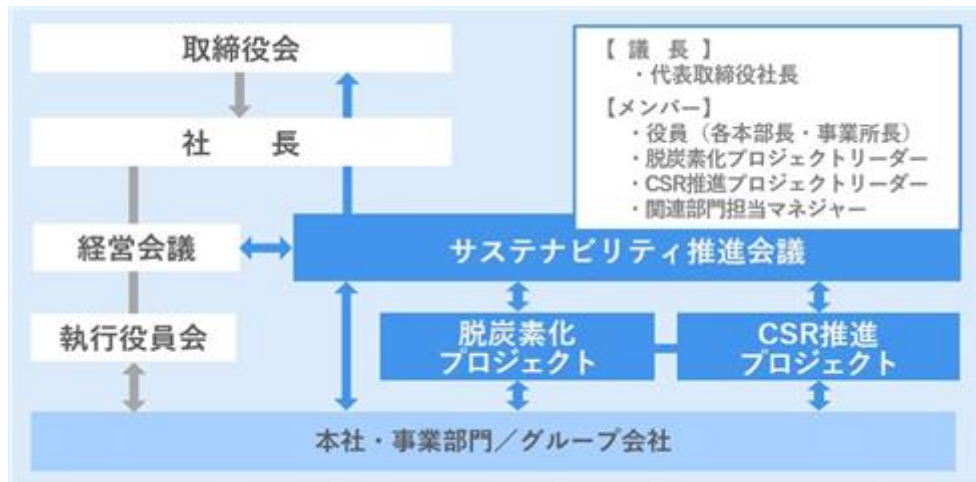 取締役会
社　　長
経営会議
執行役員会
【 議 長 】
・代表取締役社長
【メンバー】
・役員（各本部長・事業所長）
・脱炭素化プロジェクトリーダー
・CSR推進プロジェクトリーダー
・関連部門担当マネジャー
サステナビリティ推進会議
脱炭素化
プロジェクト
CSR推進
プロジェクト
本社・事業部門／グループ会社